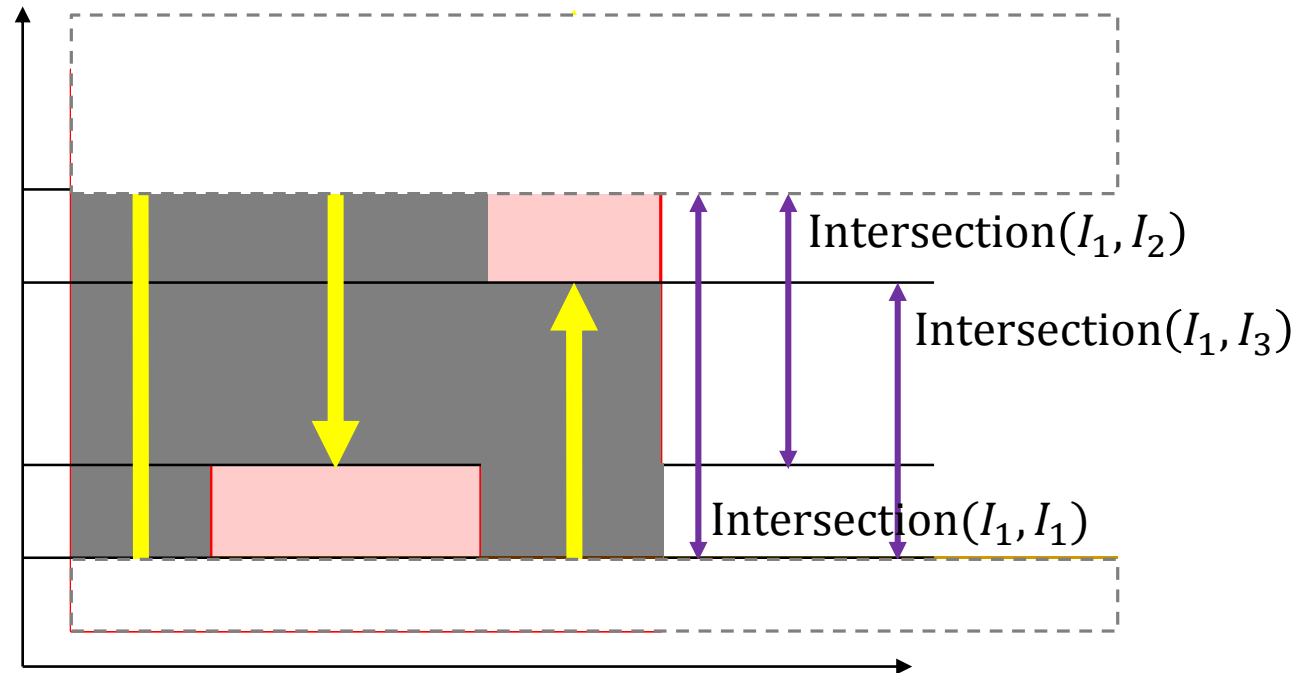 Intersection(I₁, I₂)
Intersection(I₁, I₃)
Intersection(I₁, I₁)